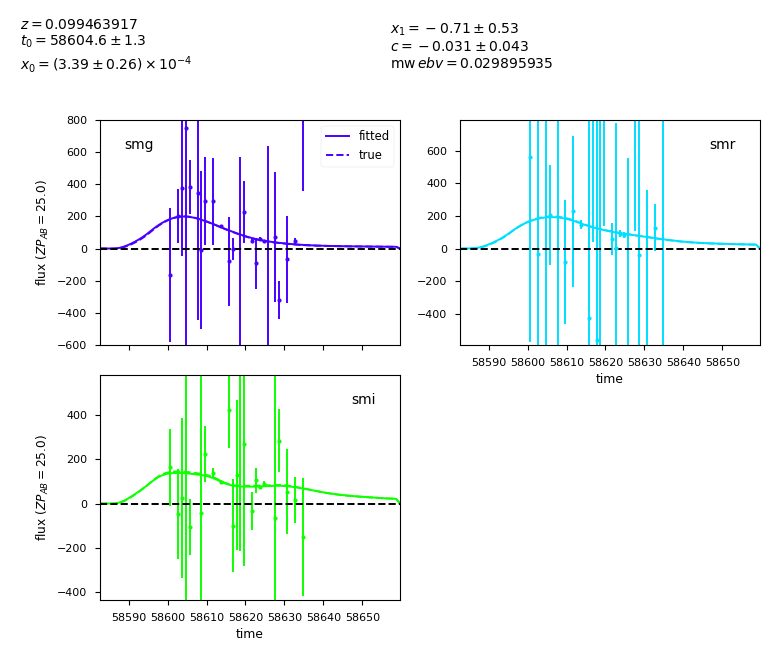 z = 0.099463917
t₀ = 58604.6 ± 1.3
x₀ = (3.39 ± 0.26) × 10⁻⁴
x₁ = −0.71 ± 0.53
c = −0.031 ± 0.043
mw ebv = 0.029895935
smg
fitted
true
flux (ZP_AB = 25.0)
800
600
400
200
0
−200
−400
−600
smr
600
400
200
0
−200
−400
58590 58600 58610 58620 58630 58640 58650
time
smi
flux (ZP_AB = 25.0)
400
200
0
−200
−400
58590 58600 58610 58620 58630 58640 58650
time